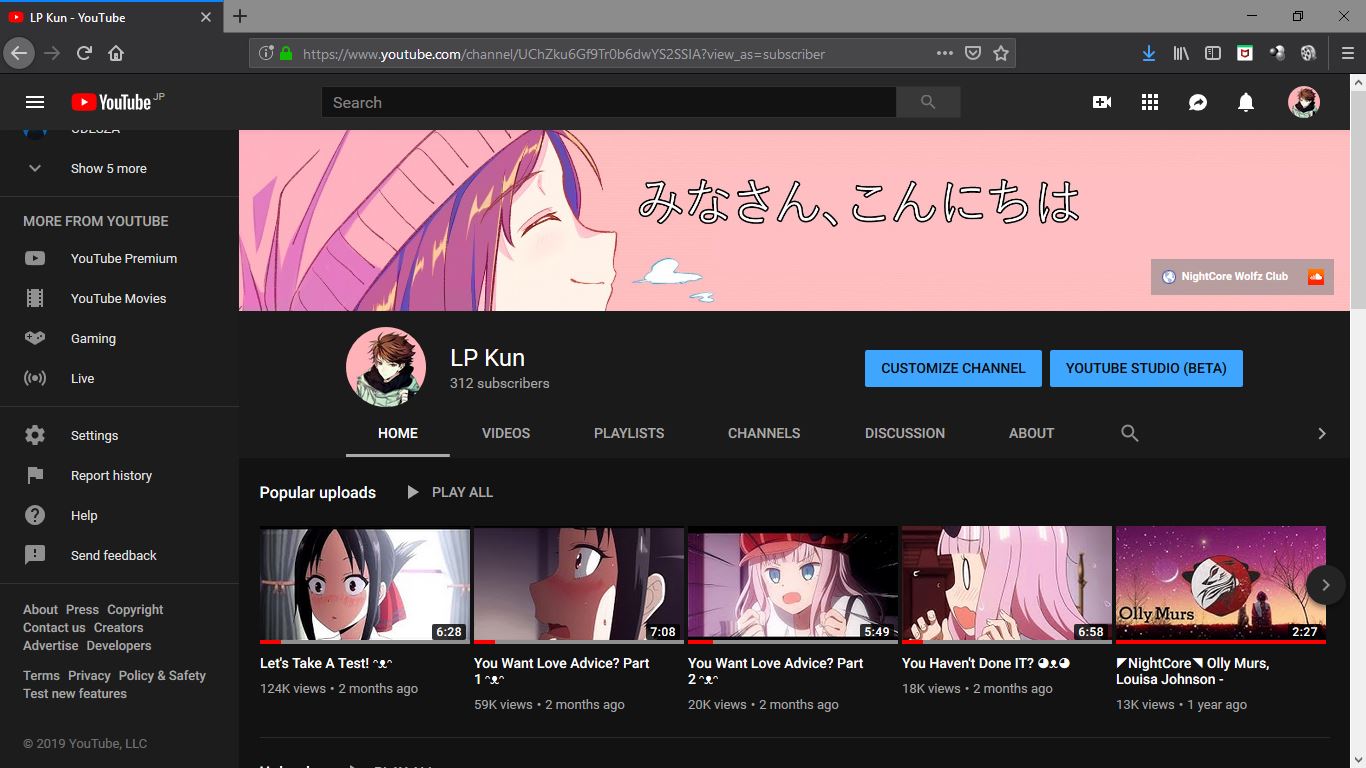 LP Kun - YouTube
https://www.youtube.com/channel/UChZku6Gf9Tr0b6dwYS2SSIA?view_as=subscriber
YouTube JP
Search
Show 5 more
MORE FROM YOUTUBE
YouTube Premium
YouTube Movies
Gaming
Live
Settings
Report history
Help
Send feedback
About Press Copyright
Contact us Creators
Advertise Developers
Terms Privacy Policy & Safety
Test new features
© 2019 YouTube, LLC
みなさん、こんにちは
NightCore Wolfz Club
LP Kun
312 subscribers
CUSTOMIZE CHANNEL
YOUTUBE STUDIO (BETA)
HOME VIDEOS PLAYLISTS CHANNELS DISCUSSION ABOUT
Popular uploads
PLAY ALL
6:28
Let's Take A Test! ᵔᴥᵔ
124K views • 2 months ago
7:08
You Want Love Advice? Part
1 ᵔᴥᵔ
59K views • 2 months ago
5:49
You Want Love Advice? Part
2 ᵔᴥᵔ
20K views • 2 months ago
6:58
You Haven't Done IT? ◕ᴥ◕
18K views • 2 months ago
Olly Murs
2:27
◤NightCore◥ Olly Murs,
Louisa Johnson -
13K views • 1 year ago